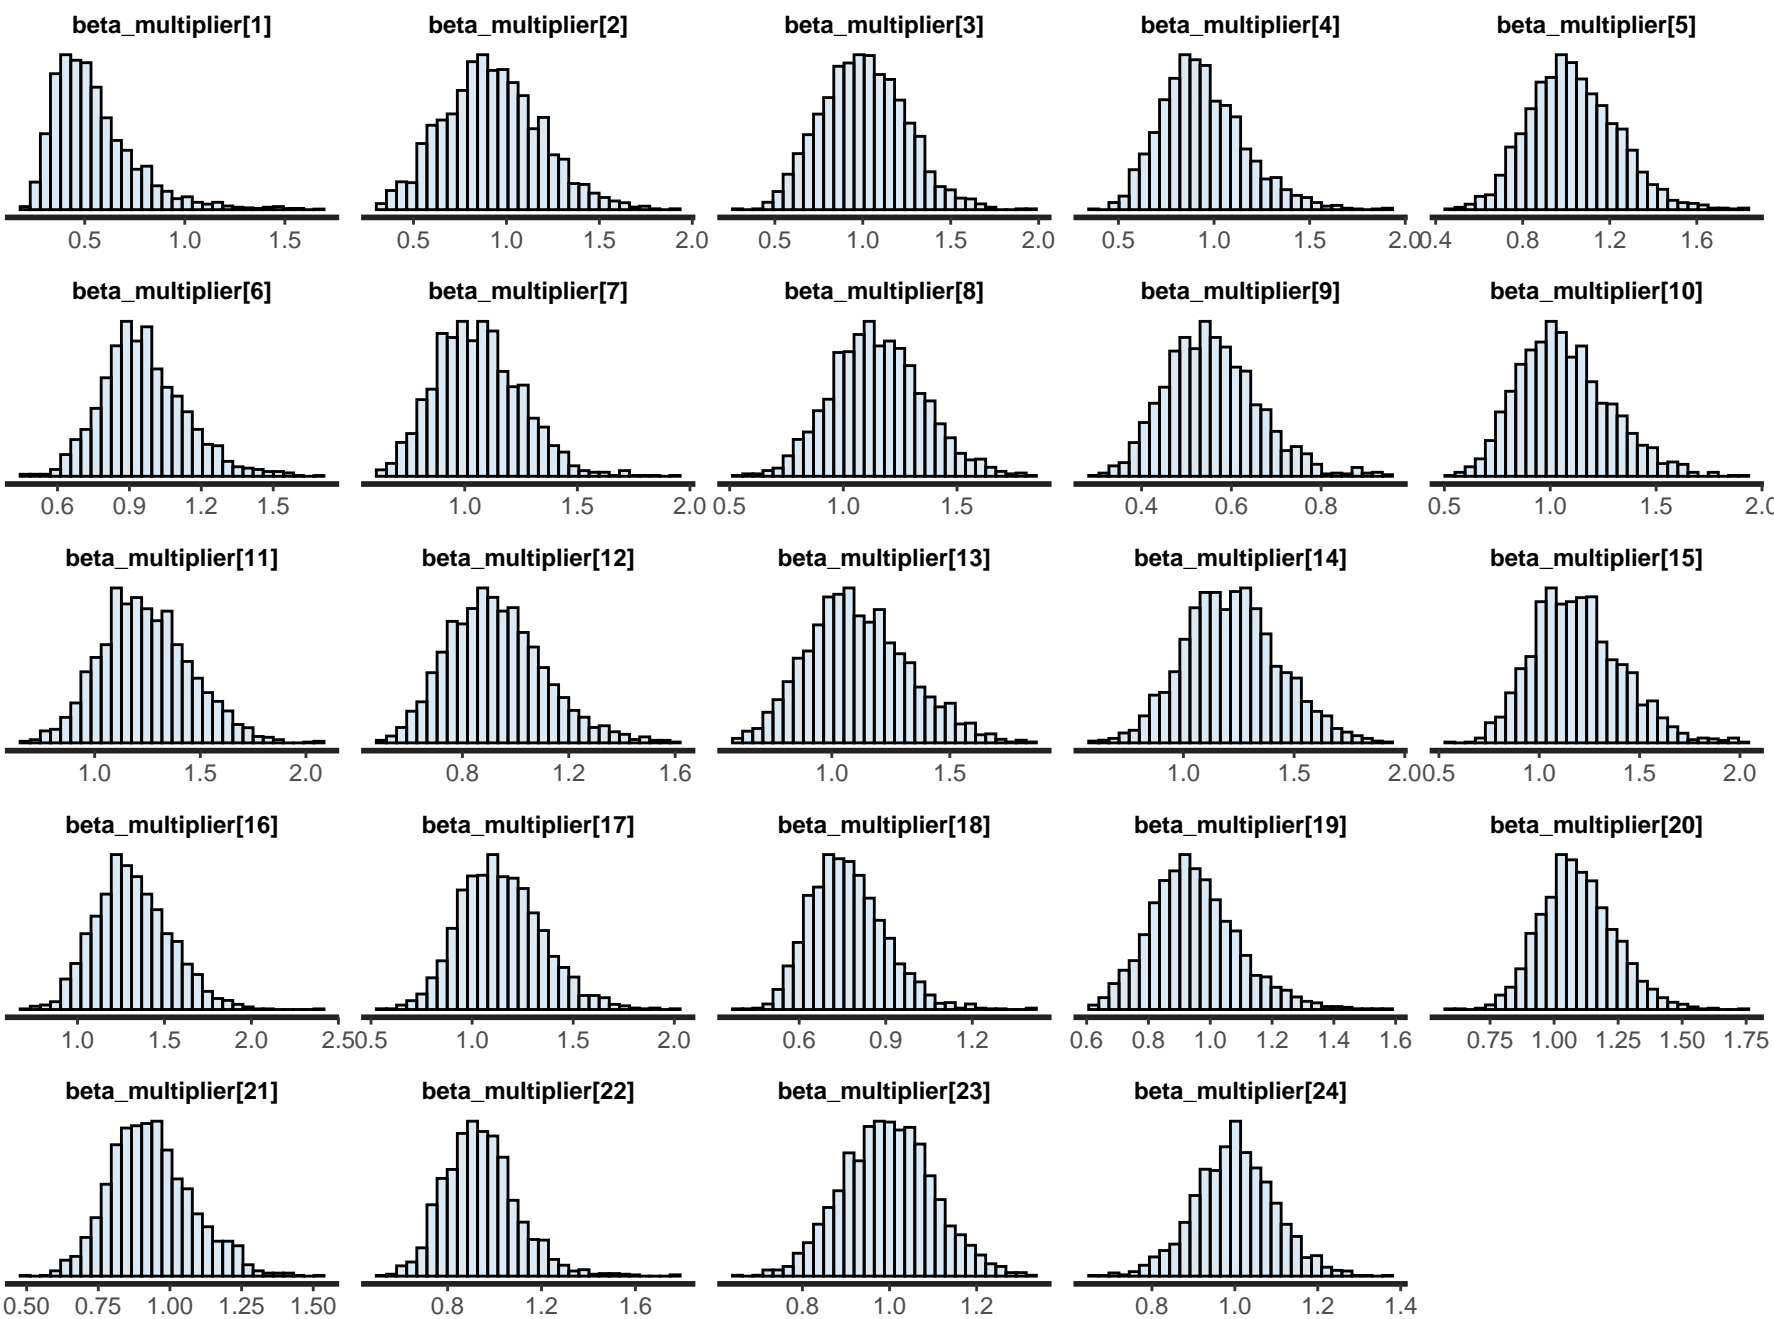 beta_multiplier[1] beta_multiplier[2] beta_multiplier[3] beta_multiplier[4] beta_multiplier[5]
0.5 1.0 1.5 0.5 1.0 1.5 2.0 0.5 1.0 1.5 2.0 0.5 1.0 1.5 2.0 0.4 0.8 1.2 1.6
beta_multiplier[6] beta_multiplier[7] beta_multiplier[8] beta_multiplier[9] beta_multiplier[10]
0.6 0.9 1.2 1.5 1.0 1.5 2.0 0.5 1.0 1.5 0.4 0.6 0.8 0.5 1.0 1.5 2.0
beta_multiplier[11] beta_multiplier[12] beta_multiplier[13] beta_multiplier[14] beta_multiplier[15]
1.0 1.5 2.0 0.8 1.2 1.6 1.0 1.5 1.0 1.5 2.0 0.5 1.0 1.5 2.0
beta_multiplier[16] beta_multiplier[17] beta_multiplier[18] beta_multiplier[19] beta_multiplier[20]
1.0 1.5 2.0 2.5 0.5 1.0 1.5 2.0 0.6 0.9 1.2 0.6 0.8 1.0 1.2 1.4 1.6 0.75 1.00 1.25 1.50 1.75
beta_multiplier[21] beta_multiplier[22] beta_multiplier[23] beta_multiplier[24]
0.50 0.75 1.00 1.25 1.50 0.8 1.2 1.6 0.8 1.0 1.2 0.8 1.0 1.2 1.4